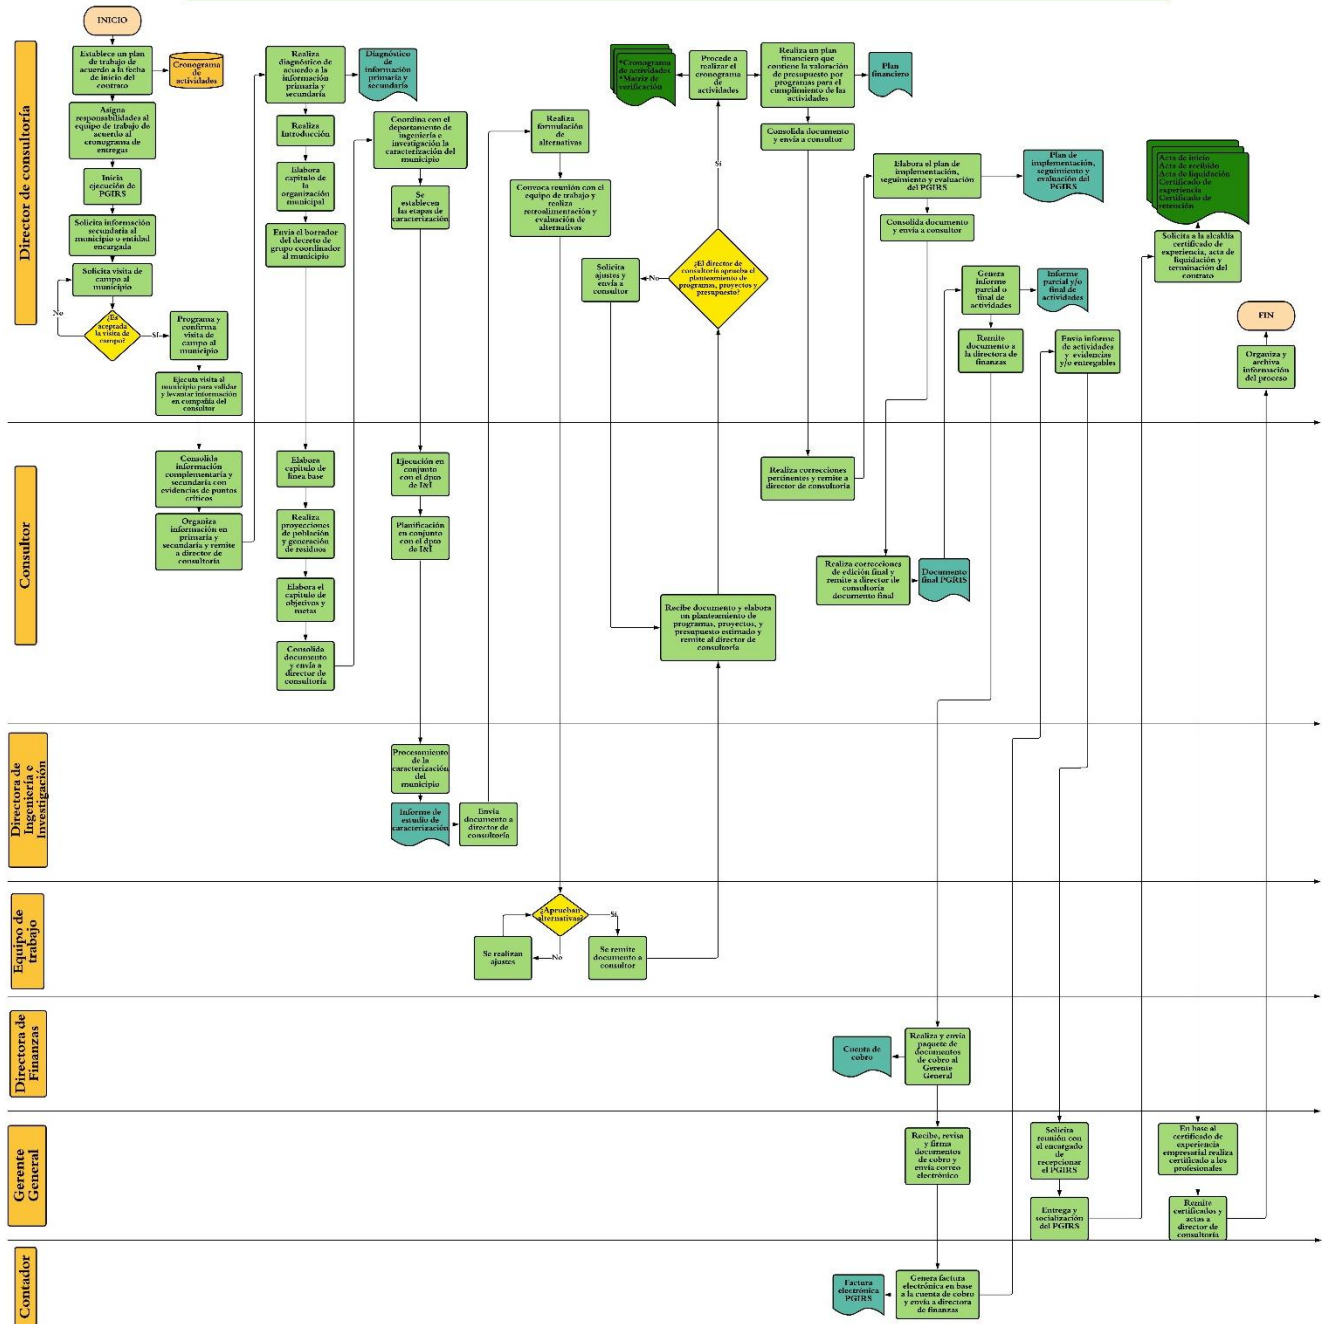 INICIO
Director de consultoría
Establece un plan
de trabajo de
acuerdo a la fecha
de inicio del
contrato
Cronograma
de
actividades
Asigna
responsabilidades al
equipo de trabajo de
acuerdo al
cronograma de
entregas
Inicia
ejecución de
PGIRS
Solicita información
secundaria al
municipio o entidad
encargada
Solicita visita de
campo al
municipio
No
¿Es
aceptada
la visita de
campo?
Sí
Programa y
confirma
visita de
campo al
municipio
Ejecuta visita al
municipio para validar
y levantar información
en compañía del
consultor
Realiza
diagnóstico de
acuerdo a la
información
primaria y
secundaria
Diagnóstico
de
información
primaria y
secundaria
Realiza
Introducción
Elabora
capítulo de
la
organización
municipal
Envía el borrador
del decreto de
grupo coordinador
al municipio
Coordina con el
departamento de
ingeniería e
investigación la
caracterización del
municipio
Se
establecen
las etapas de
caracterización
Realiza
formulación
de
alternativas
Convoca reunión con el
equipo de trabajo y
realiza
retroalimentación y
evaluación de
alternativas
*Cronograma
de actividades
*Matriz de
verificación
Procede a
realizar el
cronograma
de
actividades
Sí
¿El director de
consultoría aprueba el
planteamiento de
programas, proyectos y
presupuesto?
No
Solicita
ajustes y
envía a
consultor
Realiza un plan
financiero que
contiene la valoración
de presupuesto por
programas para el
cumplimiento de las
actividades
Plan
financiero
Consolida documento
y envía a consultor
Elabora el plan de
implementación,
seguimiento y
evaluación del
PGIRS
Plan de
implementación,
seguimiento y
evaluación del
PGIRS
Consolida
documento y
envía a
consultor
Genera
informe
parcial o
final de
actividades
Informe
parcial y/o
final de
actividades
Remite
documento a
la directora de
finanzas
Envía informe
de actividades
y evidencias
y/o entregables
Acta de inicio
Acta de recibido
Acta de liquidación
Certificado de
experiencia
Certificado de
retención
Solicita a la alcaldía
certificado de
experiencia, acta de
liquidación y
terminación del
contrato
FIN
Organiza y
archiva
información
del proceso
Consultor
Consolida
información
complementaria y
secundaria con
evidencias de puntos
críticos
Organiza
información en
primaria y
secundaria y remite
a director de
consultoría
Elabora
capítulo de
línea base
Realiza
proyecciones
de población
y generación
de residuos
Elabora el
capítulo de
objetivos y
metas
Consolida
documento
y envía a
director de
consultoría
Ejecución en
conjunto
con el dpto
de I&I
Planificación
en conjunto
con el dpto
de I&I
Recibe documento y elabora
un planteamiento de
programas, proyectos, y
presupuesto estimado y
remite al director de
consultoría
Realiza correcciones
pertinentes y remite a
director de consultoría
Realiza correcciones
de edición final y
remite a director de
consultoría
documento final
Documento
final PGRIS
Directora de
Ingeniería e
Investigación
Procesamiento
de la
caracterización
del
municipio
Informe de
estudio de
caracterización
Envía
documento a
director de
consultoría
Equipo de
trabajo
¿Aprueban
alternativas?
Sí
No
Se realizan
ajustes
Se remite
documento a
consultor
Directora de
Finanzas
Cuenta de
cobro
Realiza y envía
paquete de
documentos
de cobro al
Gerente
General
Gerente
General
Recibe, revisa
y firma
documentos
de cobro y
envía correo
electrónico
Solicita
reunión con
el encargado
de
recepcionar
el PGIRS
Entrega y
socialización
del PGIRS
En base al
certificado de
experiencia
empresarial realiza
certificado a los
profesionales
Remite
certificados y
actas a
director de
consultoría
Contador
Factura
electrónica
PGIRS
Genera factura
electrónica en base
a la cuenta de cobro
y envía a directora
de finanzas